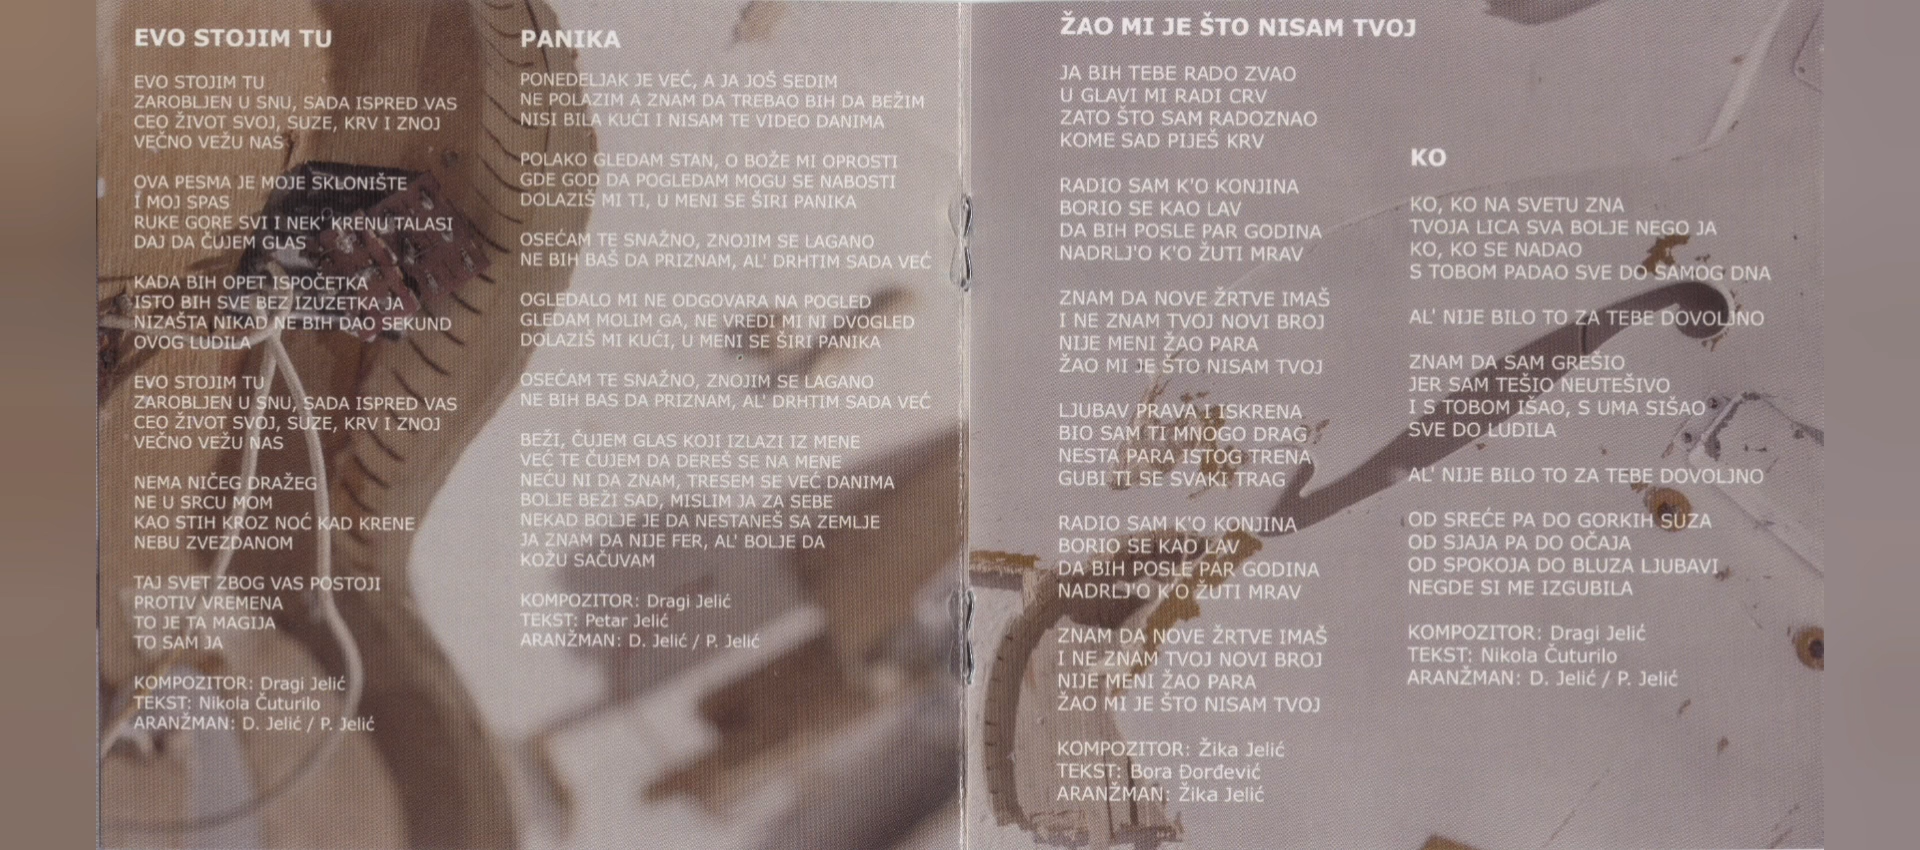 EVO STOJIM TU
EVO STOJIM TU
ZAROBLJEN U SNU, SADA ISPRED VAS
CEO ŽIVOT SVOJ, SUZE, KRV I ZNOJ
VEČNO VEŽU NAS
OVA PESMA JE MOJE SKLONIŠTE
I MOJ SPAS
RUKE GORE SVI I NEK' KRENU TALASI
DAJ DA ČUJEM GLAS
KADA BIH OPET ISPOČETKA
ISTO BIH SVE BEZ IZUZETKA JA
NIZAŠTA NIKAD NE BIH DAO SEKUND
OVOG LUDILA
EVO STOJIM TU
ZAROBLJEN U SNU, SADA ISPRED VAS
CEO ŽIVOT SVOJ, SUZE, KRV I ZNOJ
VEČNO VEŽU NAS
NEMA NIČEG DRAŽEG
NE U SRCU MOM
KAO STIH KROZ NOĆ KAD KRENE
NEBU ZVEZDANOM
TAJ SVET ZBOG VAS POSTOJI
PROTIV VREMENA
TO JE TA MAGIJA
TO SAM JA
KOMPOZITOR: Dragi Jelić
TEKST: Nikola Čuturilo
ARANŽMAN: D. Jelić / P. Jelić
PANIKA
PONEDELJAK JE VEĆ, A JA JOŠ SEDIM
NE POLAZIM A ZNAM DA TREBAO BIH DA BEŽIM
NISI BILA KUĆI I NISAM TE VIDEO DANIMA
POLAKO GLEDAM STAN, O BOŽE MI OPROSTI
GDE GOD DA POGLEDAM MOGU SE NABOSTI
DOLAZIŠ MI TI, U MENI SE ŠIRI PANIKA
OSEĆAM TE SNAŽNO, ZNOJIM SE LAGANO
NE BIH BAŠ DA PRIZNAM, AL' DRHTIM SADA VEĆ
OGLEDALO MI NE ODGOVARA NA POGLED
GLEDAM MOLIM GA, NE VREDI MI NI DVOGLED
DOLAZIŠ MI KUĆI, U MENI SE ŠIRI PANIKA
OSEĆAM TE SNAŽNO, ZNOJIM SE LAGANO
NE BIH BAS DA PRIZNAM, AL' DRHTIM SADA VEĆ
BEŽI, ČUJEM GLAS KOJI IZLAZI IZ MENE
VEĆ TE ČUJEM DA DEREŠ SE NA MENE
NEĆU NI DA ZNAM, TRESEM SE VEĆ DANIMA
BOLJE BEŽI SAD, MISLIM JA ZA SEBE
NEKAD BOLJE JE DA NESTANEŠ SA ZEMLJE
JA ZNAM DA NIJE FER, AL' BOLJE DA
KOŽU SAČUVAM
KOMPOZITOR: Dragi Jelić
TEKST: Petar Jelić
ARANŽMAN: D. Jelić / P. Jelić
ŽAO MI JE ŠTO NISAM TVOJ
JA BIH TEBE RADO ZVAO
U GLAVI MI RADI CRV
ZATO ŠTO SAM RADOZNAO
KOME SAD PIJEŠ KRV
RADIO SAM K'O KONJINA
BORIO SE KAO LAV
DA BIH POSLE PAR GODINA
NADRLJ'O K'O ŽUTI MRAV
ZNAM DA NOVE ŽRTVE IMAŠ
I NE ZNAM TVOJ NOVI BROJ
NIJE MENI ŽAO PARA
ŽAO MI JE ŠTO NISAM TVOJ
LJUBAV PRAVA I ISKRENA
BIO SAM TI MNOGO DRAG
NESTA PARA ISTOG TRENA
GUBI TI SE SVAKI TRAG
RADIO SAM K'O KONJINA
BORIO SE KAO LAV
DA BIH POSLE PAR GODINA
NADRLJ'O K'O ŽUTI MRAV
ZNAM DA NOVE ŽRTVE IMAŠ
I NE ZNAM TVOJ NOVI BROJ
NIJE MENI ŽAO PARA
ŽAO MI JE ŠTO NISAM TVOJ
KOMPOZITOR: Žika Jelić
TEKST: Bora Đorđević
ARANŽMAN: Žika Jelić
KO
KO, KO NA SVETU ZNA
TVOJA LICA SVA BOLJE NEGO JA
KO, KO SE NADAO
S TOBOM PADAO SVE DO SAMOG DNA
AL' NIJE BILO TO ZA TEBE DOVOLJNO
ZNAM DA SAM GREŠIO
JER SAM TEŠIO NEUTEŠIVO
I S TOBOM IŠAO, S UMA SIŠAO
SVE DO LUDILA
AL' NIJE BILO TO ZA TEBE DOVOLJNO
OD SREĆE PA DO GORKIH SUZA
OD SJAJA PA DO OČAJA
OD SPOKOJA DO BLUZA LJUBAVI
NEGDE SI ME IZGUBILA
KOMPOZITOR: Dragi Jelić
TEKST: Nikola Čuturilo
ARANŽMAN: D. Jelić / P. Jelić